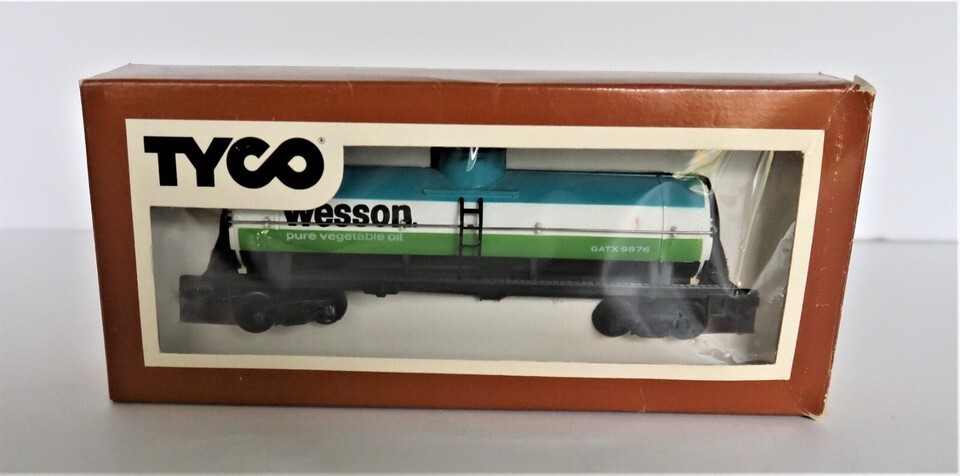 TYCO®
Wesson.
pure vegetable oil
GATX 9876